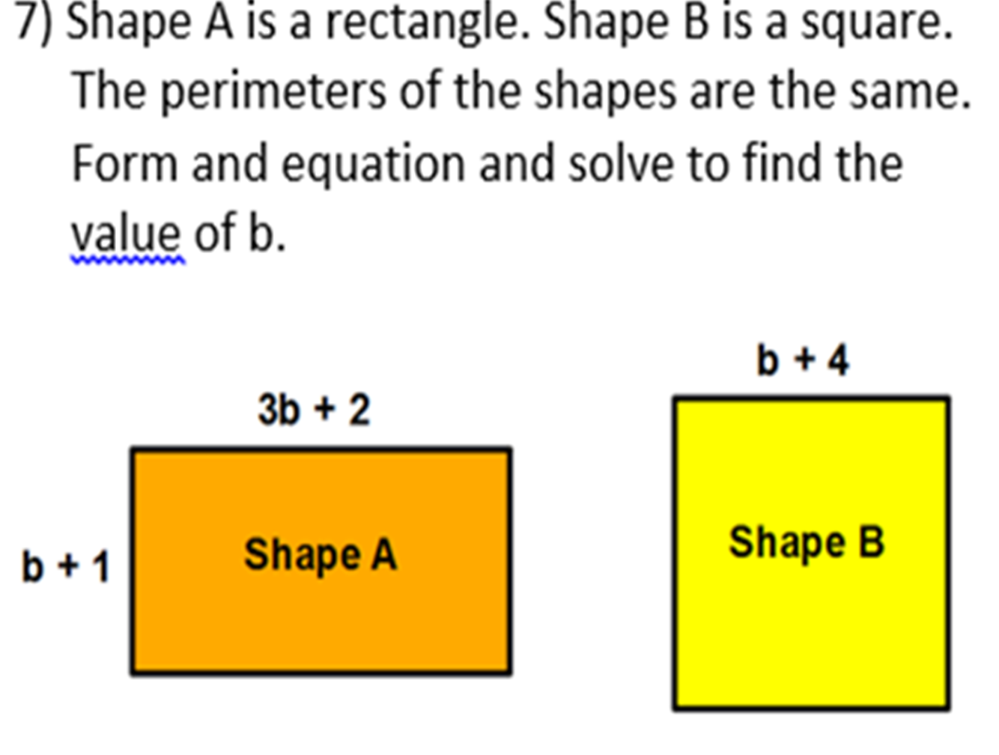 7) Shape A is a rectangle. Shape B is a square.
The perimeters of the shapes are the same.
Form and equation and solve to find the
value of b.
b + 4
3b + 2
Shape B
Shape A
b + 1